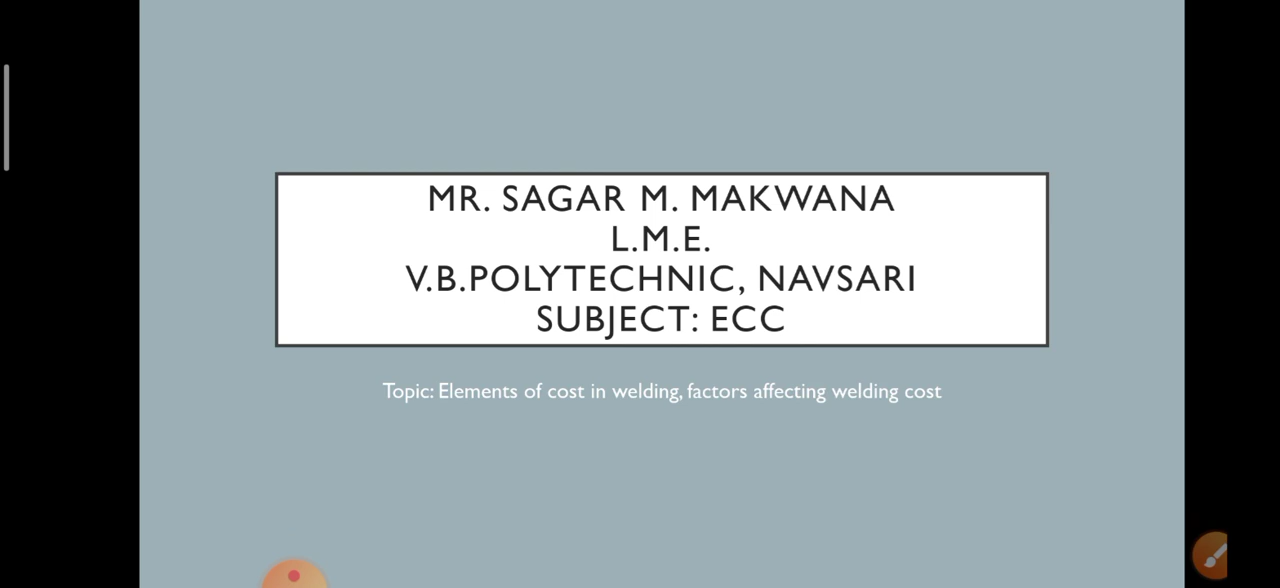 MR. SAGAR M. MAKWANA
L.M.E.
V.B.POLYTECHNIC, NAVSARI
SUBJECT: ECC
Topic: Elements of cost in welding, factors affecting welding cost